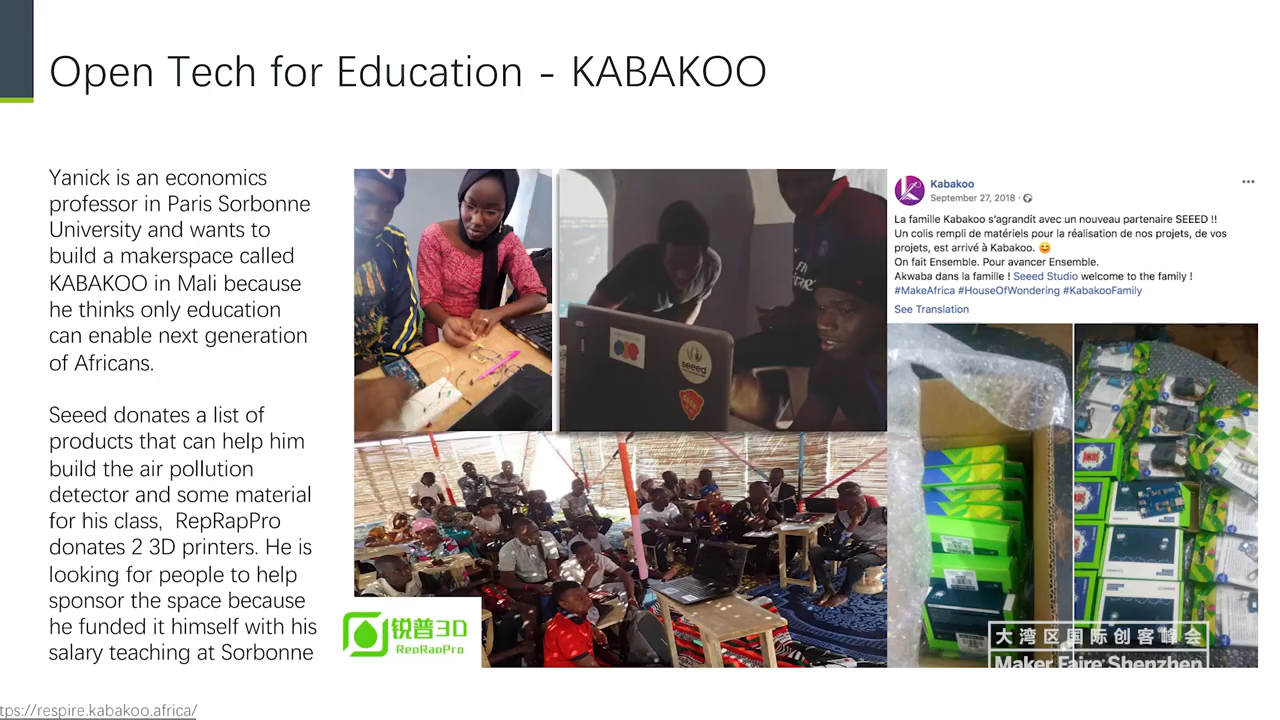 Open Tech for Education - KABAKOO
Yanick is an economics
professor in Paris Sorbonne
University and wants to
build a makerspace called
KABAKOO in Mali because
he thinks only education
can enable next generation
of Africans.
Seeed donates a list of
products that can help him
build the air pollution
detector and some material
for his class, RepRapPro
donates 2 3D printers. He is
looking for people to help
sponsor the space because
he funded it himself with his
salary teaching at Sorbonne
seeed
锐普3D
RepRapPro
Kabakoo
September 27, 2018 ·
La famille Kabakoo s'agrandit avec un nouveau partenaire SEEED !!
Un colis rempli de matériels pour la réalisation de nos projets, de vos
projets, est arrivé à Kabakoo. 😊
On fait Ensemble. Pour avancer Ensemble.
Akwaba dans la famille ! Seeed Studio welcome to the family !
#MakeAfrica #HouseOfWondering #KabakooFamily
See Translation
大湾区国际创客峰会
Maker Faire Shenzhen
tps://respire.kabakoo.africa/